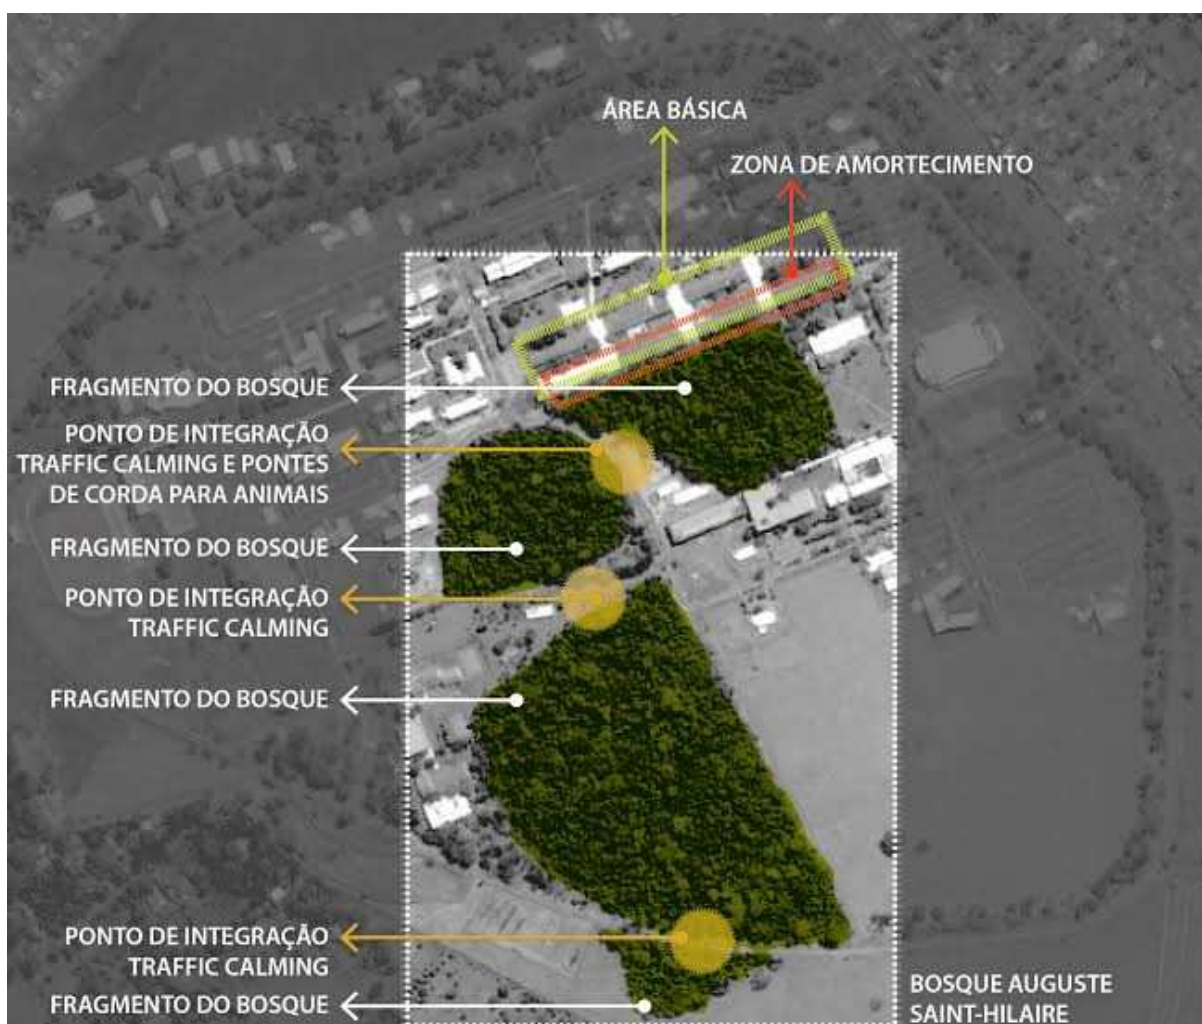 ÁREA BÁSICA
ZONA DE AMORTECIMENTO
FRAGMENTO DO BOSQUE
PONTO DE INTEGRAÇÃO
TRAFFIC CALMING E PONTES
DE CORDA PARA ANIMAIS
FRAGMENTO DO BOSQUE
PONTO DE INTEGRAÇÃO
TRAFFIC CALMING
FRAGMENTO DO BOSQUE
PONTO DE INTEGRAÇÃO
TRAFFIC CALMING
FRAGMENTO DO BOSQUE
BOSQUE AUGUSTE
SAINT-HILAIRE